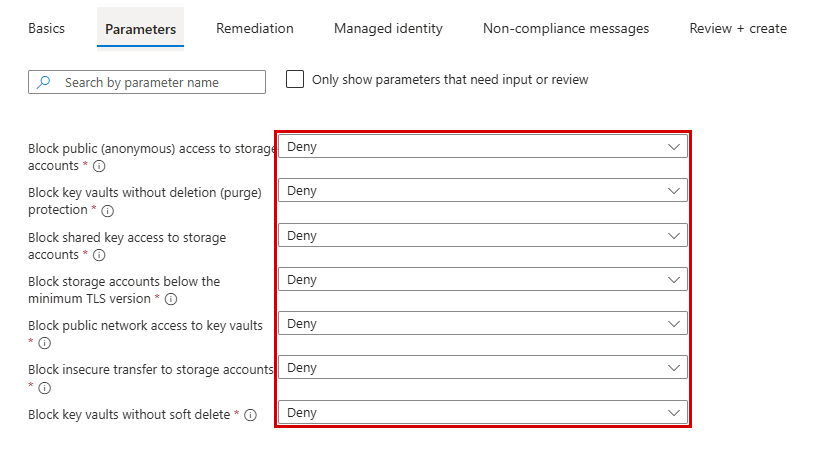 Basics Parameters Remediation Managed identity Non-compliance messages Review + create
Search by parameter name Only show parameters that need input or review
Block public (anonymous) access to storage Deny
accounts *
Block key vaults without deletion (purge) Deny
protection *
Block shared key access to storage Deny
accounts *
Block storage accounts below the Deny
minimum TLS version *
Block public network access to key vaults Deny
*
Block insecure transfer to storage accounts Deny
*
Block key vaults without soft delete * Deny